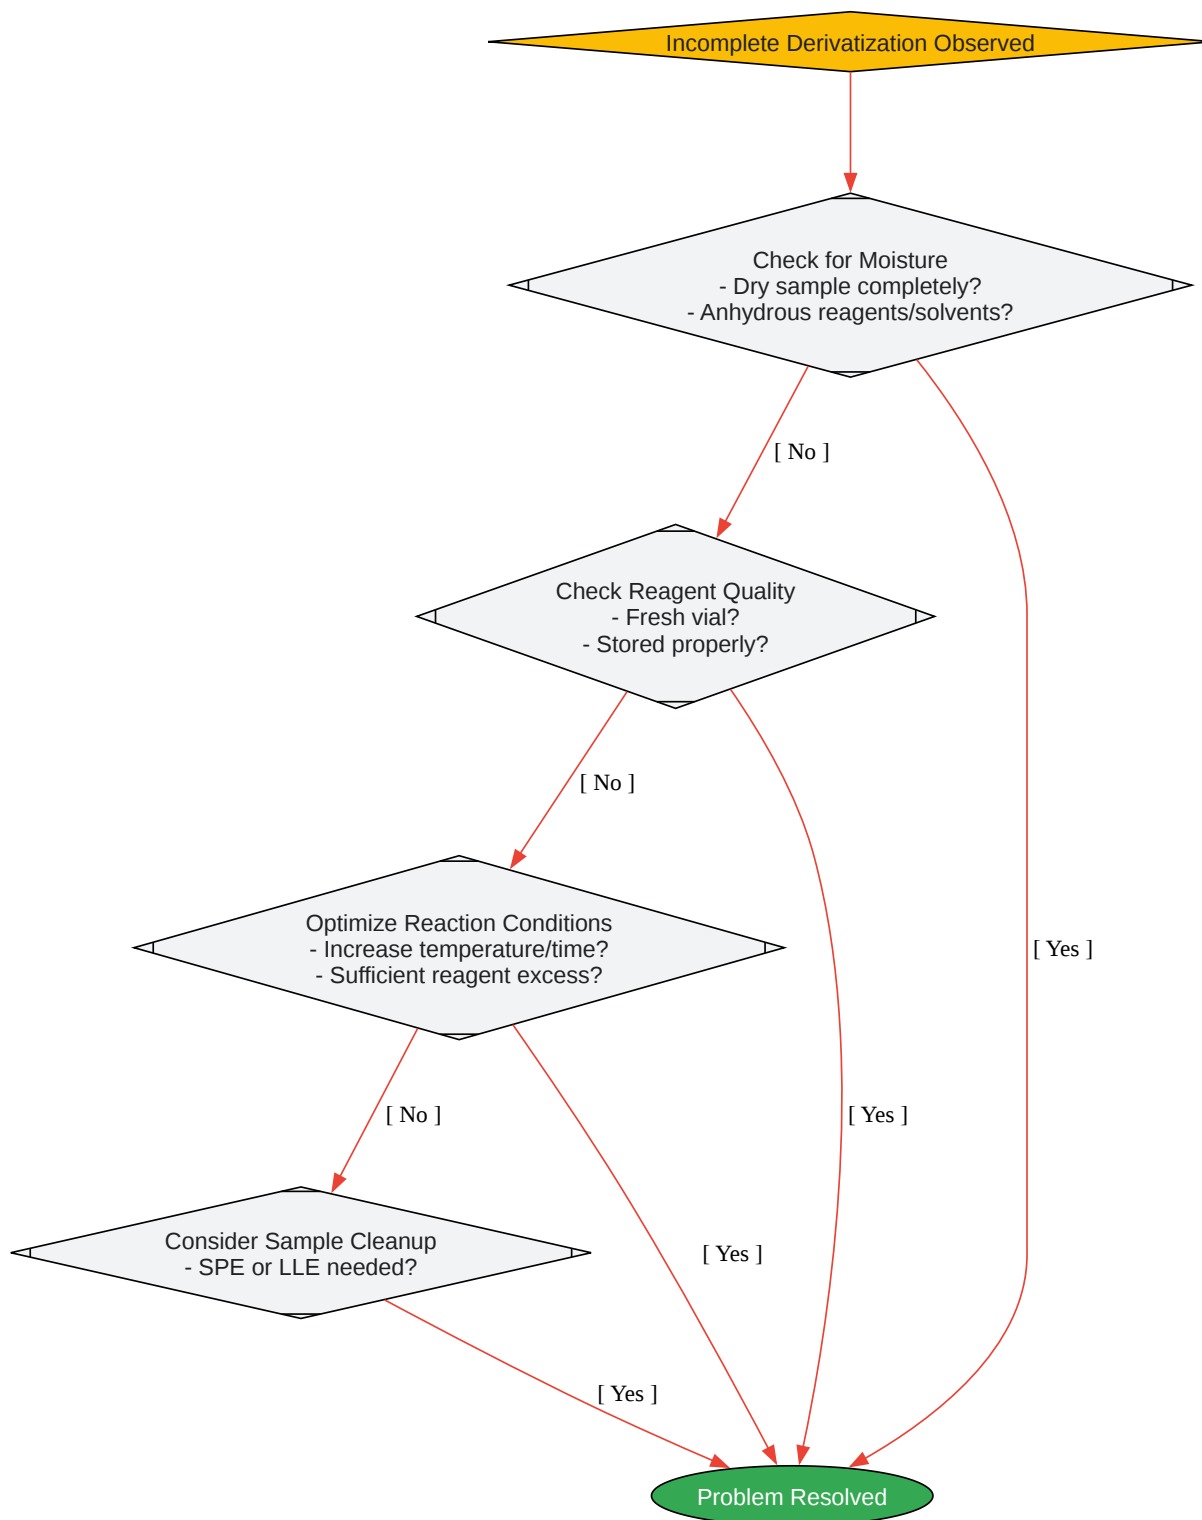 Incomplete Derivatization Observed
Check for Moisture
- Dry sample completely?
- Anhydrous reagents/solvents?
[ No ]
Check Reagent Quality
- Fresh vial?
- Stored properly?
[ No ]
Optimize Reaction Conditions
- Increase temperature/time?
- Sufficient reagent excess?
[ Yes ]
[ No ]
[ Yes ]
Consider Sample Cleanup
- SPE or LLE needed?
[ Yes ]
[ Yes ]
Problem Resolved